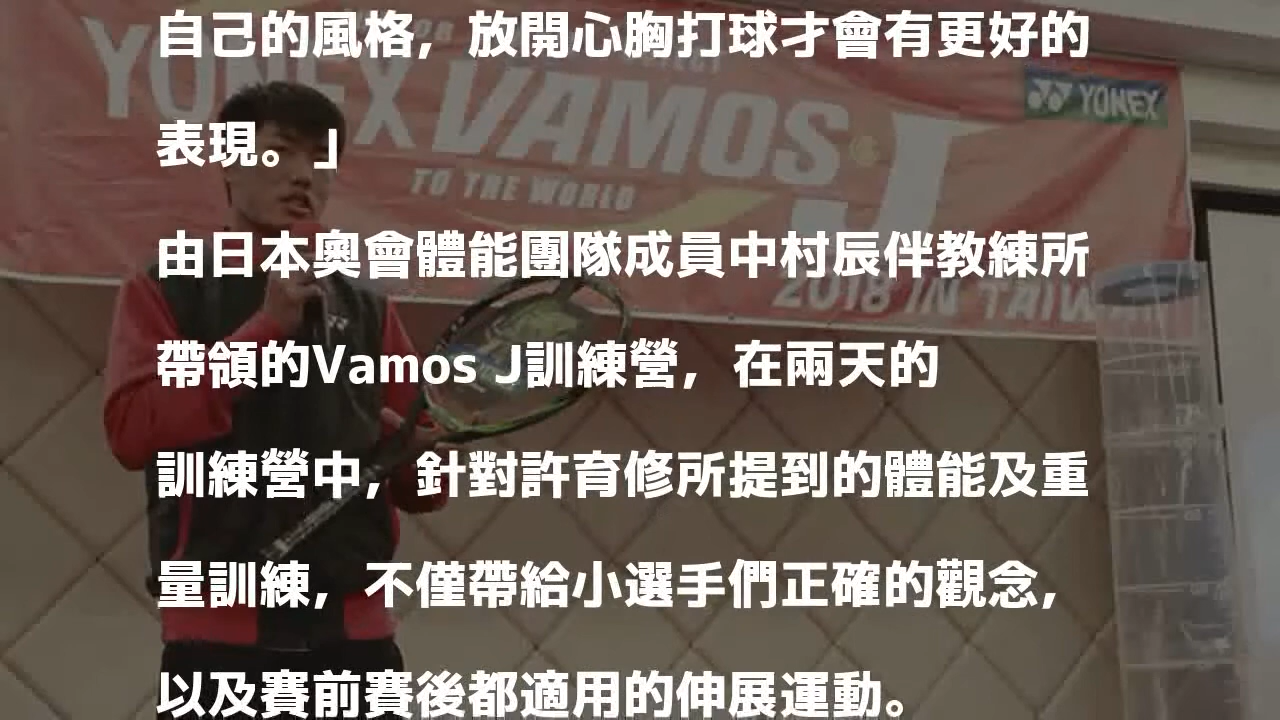 自己的風格，放開心胸打球才會有更好的
表現。」
由日本奧會體能團隊成員中村辰伴教練所
帶領的Vamos J訓練營，在兩天的
訓練營中，針對許育修所提到的體能及重
量訓練，不僅帶給小選手們正確的觀念，
以及賽前賽後都適用的伸展運動。
YONEX VAMOS J
YONEX
TO THE WORLD
2018 IN TAIW